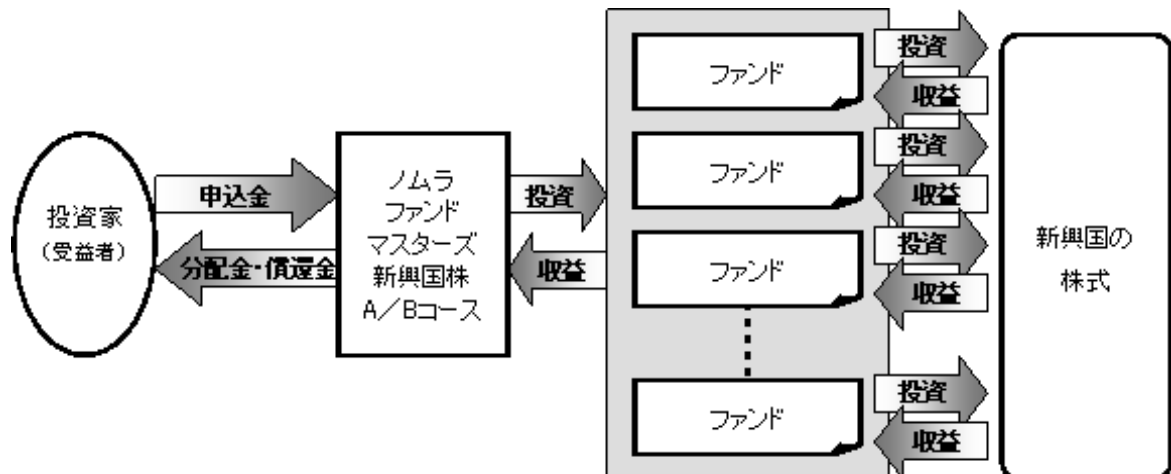 投資家
(受益者)
申込金
分配金・償還金
ノムラ
ファンド
マスターズ
新興国株
A/Bコース
投資
収益
ファンド
投資
収益
ファンド
投資
収益
ファンド
投資
収益
ファンド
投資
収益
新興国の
株式